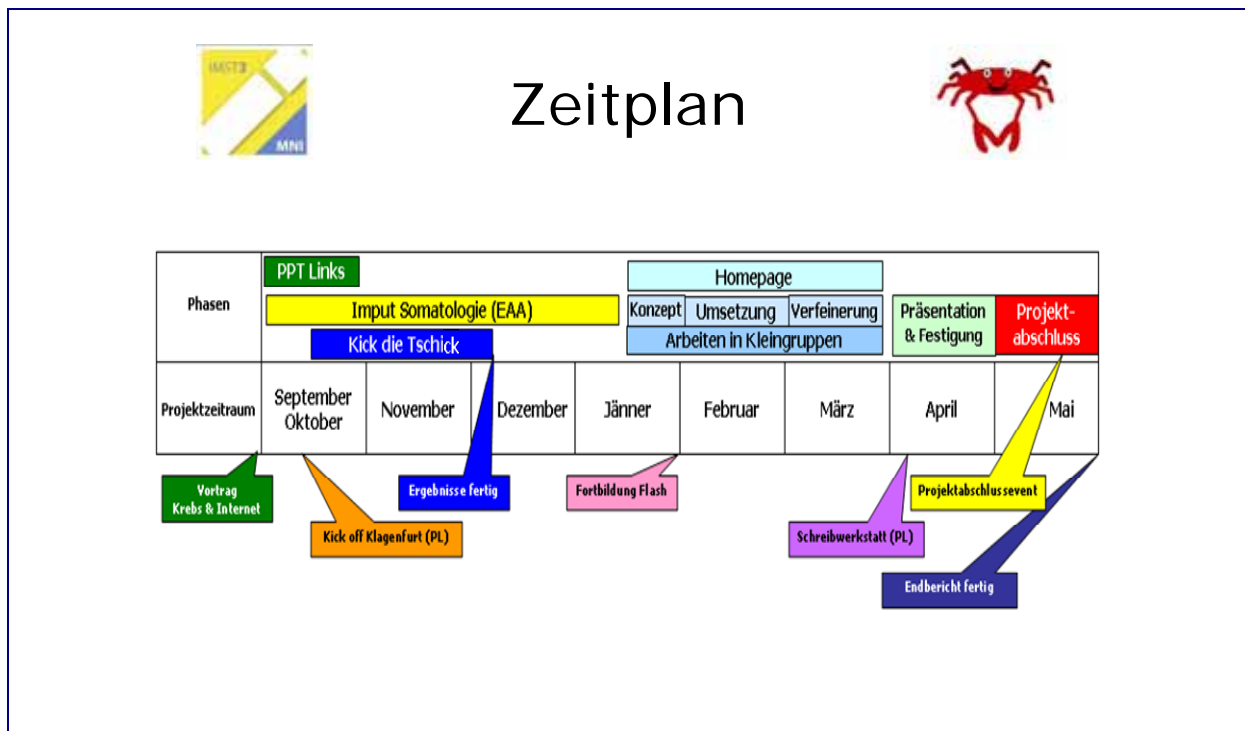 IMST3
MNI
Zeitplan
Phasen
PPT Links
Imput Somatologie (EAA)
Kick die Tschick
Homepage
Konzept
Umsetzung
Verfeinerung
Arbeiten in Kleingruppen
Präsentation
& Festigung
Projekt-
abschluss
Projektzeitraum
September
Oktober
November
Dezember
Jänner
Februar
März
April
Mai
Vortrag
Krebs & Internet
Kick off Klagenfurt (PL)
Ergebnisse fertig
Fortbildung Flash
Schreibwerkstatt (PL)
Projektabschlussevent
Endbericht fertig